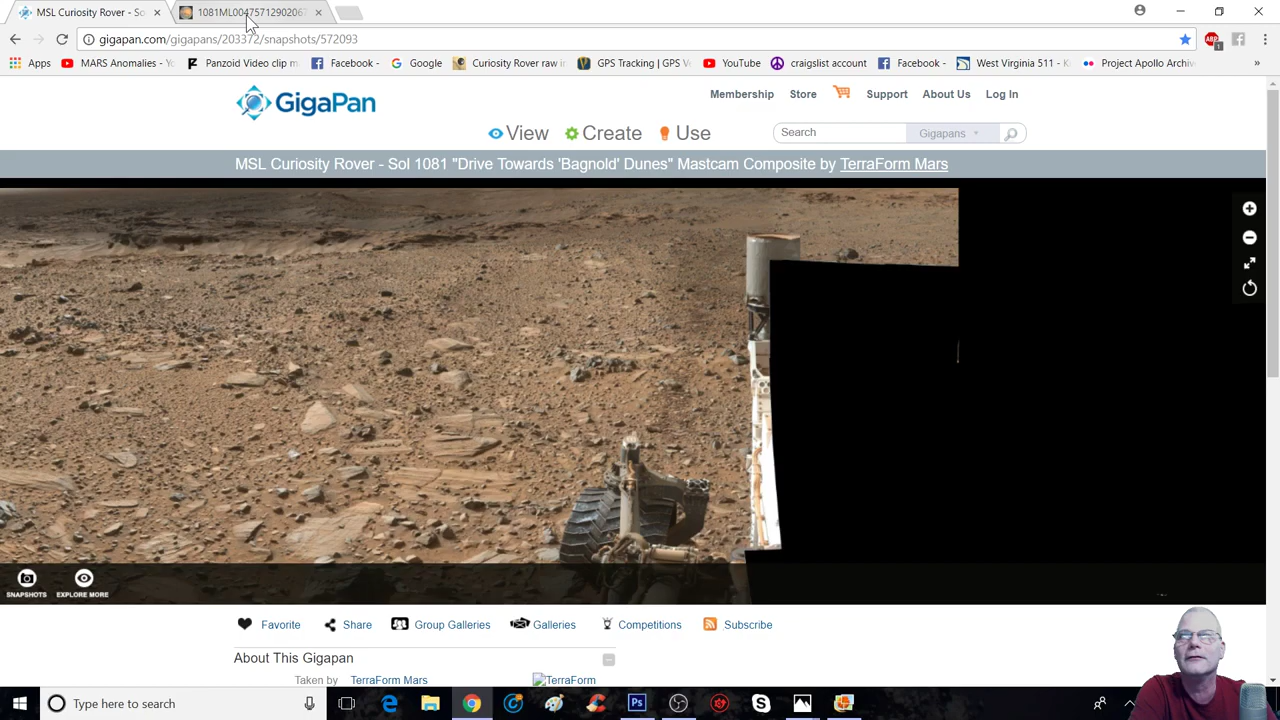 MSL Curiosity Rover - So
1081ML0047571290206
gigapan.com/gigapans/203372/snapshots/572093
Apps MARS Anomalies - Yo Panzoid Video clip m Facebook - Google Curiosity Rover raw i GPS Tracking | GPS V YouTube craigslist account Facebook - West Virginia 511 - K Project Apollo Archiv »
GigaPan
Membership Store Support About Us Log In
View Create Use
Search Gigapans
MSL Curiosity Rover - Sol 1081 "Drive Towards 'Bagnold' Dunes" Mastcam Composite by TerraForm Mars
SNAPSHOTS EXPLORE MORE
Favorite Share Group Galleries Galleries Competitions Subscribe
About This Gigapan
Taken by TerraForm Mars TerraForm
Type here to search